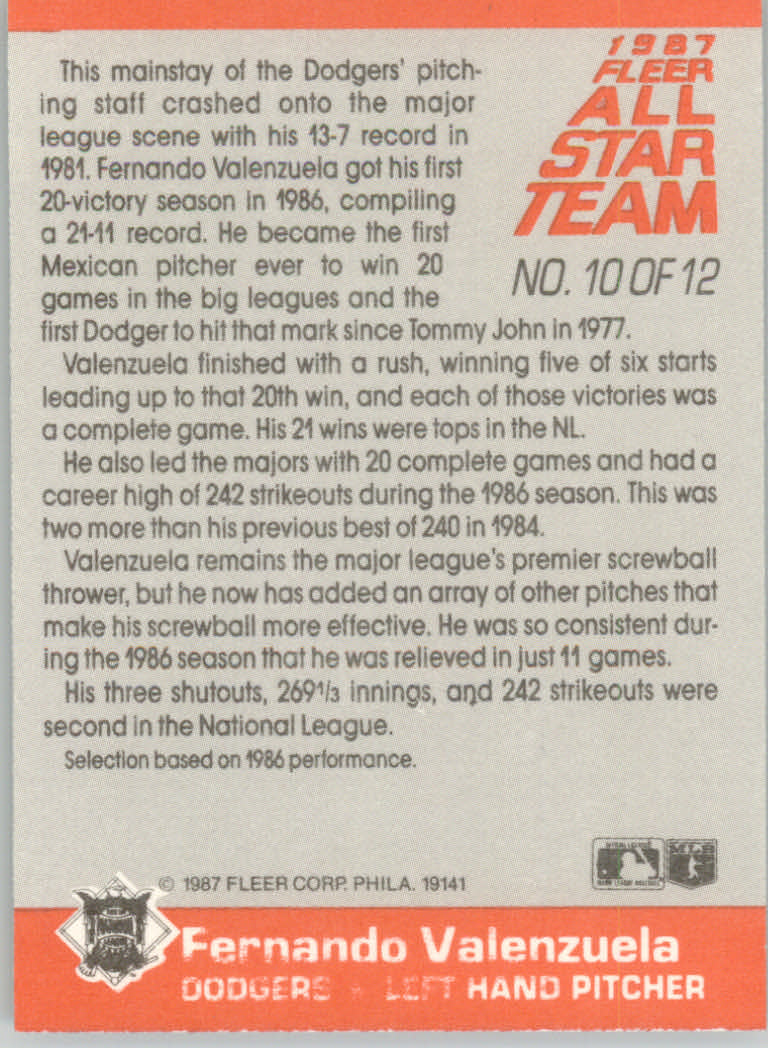 1987
FLEER
ALL
STAR
TEAM
NO. 10 OF 12
This mainstay of the Dodgers' pitch-
ing staff crashed onto the major
league scene with his 13-7 record in
1981. Fernando Valenzuela got his first
20-victory season in 1986, compiling
a 21-11 record. He became the first
Mexican pitcher ever to win 20
games in the big leagues and the
first Dodger to hit that mark since Tommy John in 1977.
Valenzuela finished with a rush, winning five of six starts
leading up to that 20th win, and each of those victories was
a complete game. His 21 wins were tops in the NL.
He also led the majors with 20 complete games and had a
career high of 242 strikeouts during the 1986 season. This was
two more than his previous best of 240 in 1984.
Valenzuela remains the major league's premier screwball
thrower, but he now has added an array of other pitches that
make his screwball more effective. He was so consistent dur-
ing the 1986 season that he was relieved in just 11 games.
His three shutouts, 269 1/3 innings, and 242 strikeouts were
second in the National League.
Selection based on 1986 performance.
© 1987 FLEER CORP. PHILA. 19141
MLB
Fernando Valenzuela
DODGERS • LEFT HAND PITCHER